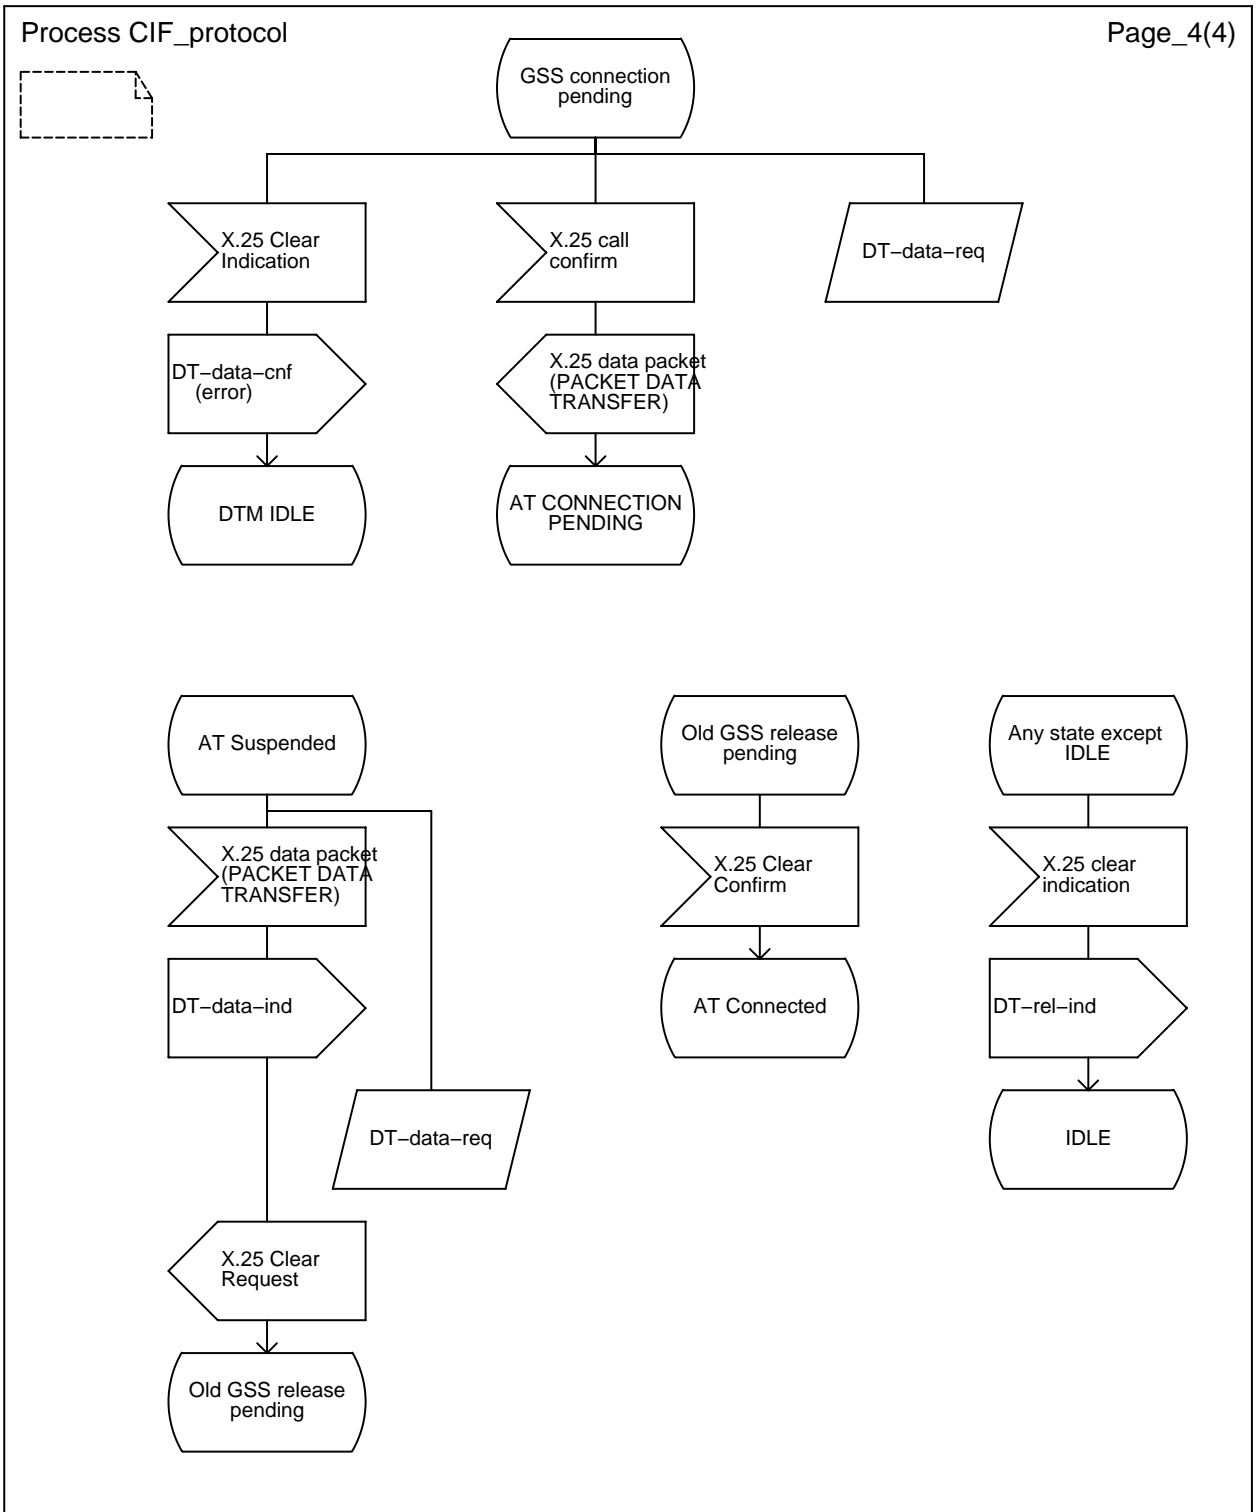 Process CIF_protocol
Page_4(4)
GSS connection
pending
X.25 Clear
Indication
X.25 call
confirm
DT−data−req
DT−data−cnf
(error)
X.25 data packet
(PACKET DATA
TRANSFER)
DTM IDLE
AT CONNECTION
PENDING
AT Suspended
Old GSS release
pending
Any state except
IDLE
X.25 data packet
(PACKET DATA
TRANSFER)
X.25 Clear
Confirm
X.25 clear
indication
DT−data−ind
AT Connected
DT−rel−ind
DT−data−req
IDLE
X.25 Clear
Request
Old GSS release
pending